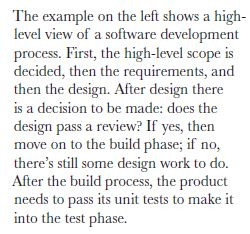 The example on the left shows a high-
level view of a software development
process. First, the high-level scope is
decided, then the requirements, and
then the design. After design there
is a decision to be made: does the
design pass a review? If yes, then
move on to the build phase; if no,
there's still some design work to do.
After the build process, the product
needs to pass its unit tests to make it
into the test phase.